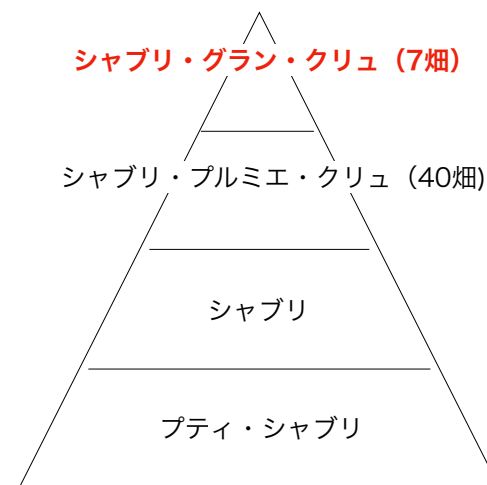 シャブリ・グラン・クリュ（7畑）
シャブリ・プルミエ・クリュ（40畑)
シャブリ
プティ・シャブリ